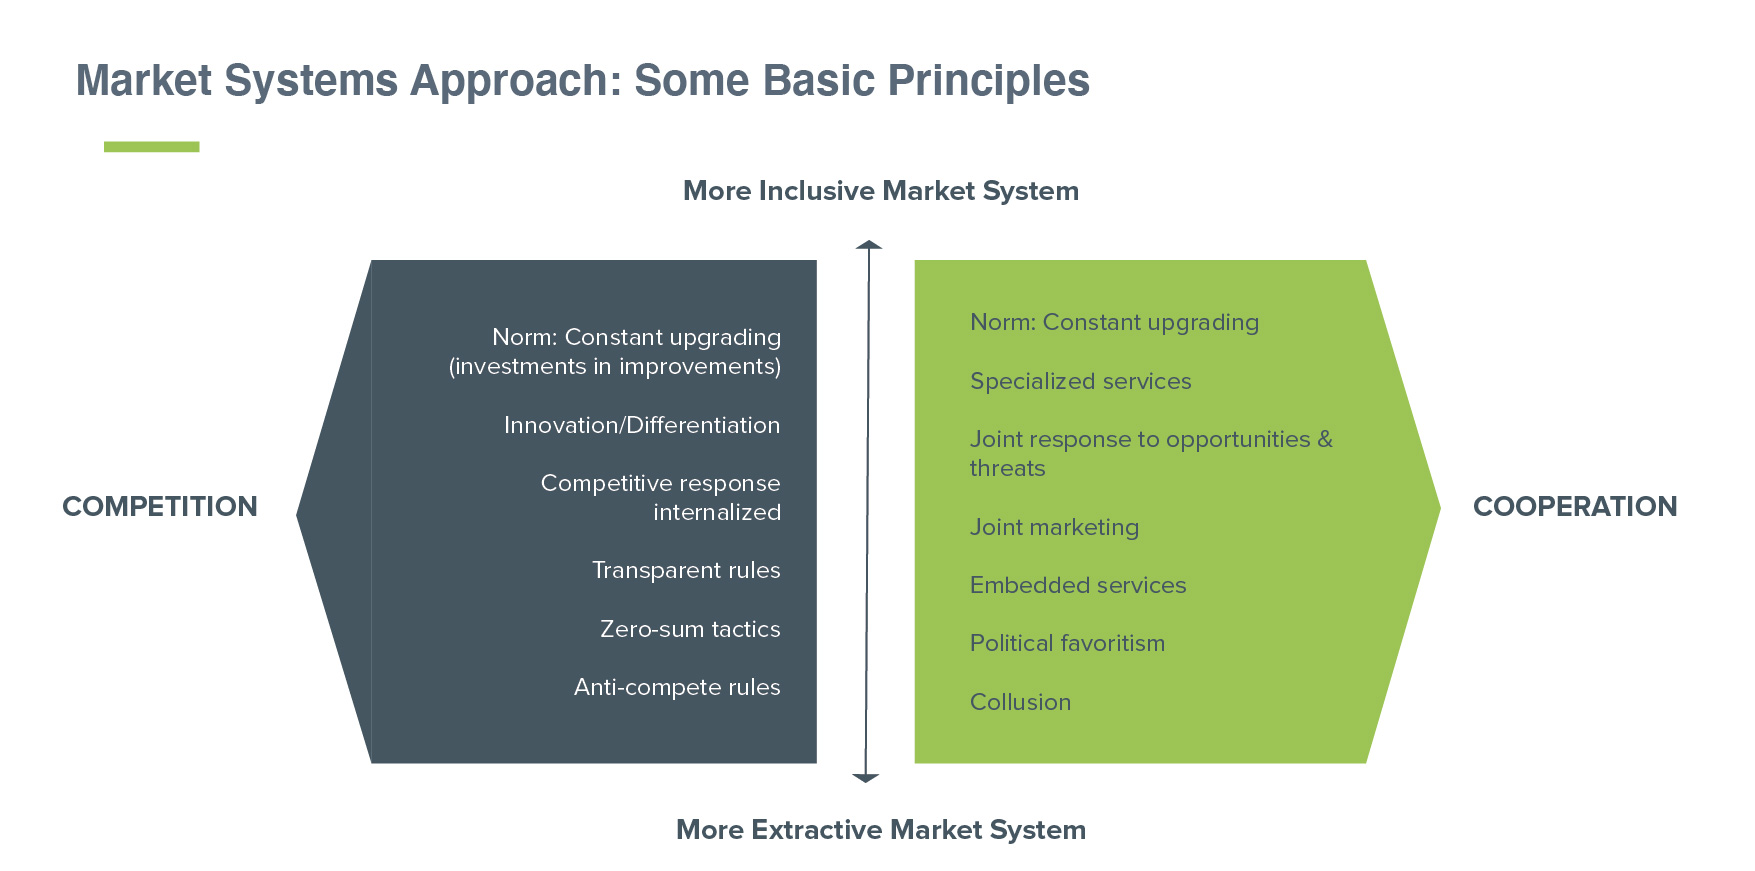 Market Systems Approach: Some Basic Principles
More Inclusive Market System
COMPETITION
Norm: Constant upgrading
(investments in improvements)
Innovation/Differentiation
Competitive response
internalized
Transparent rules
Zero-sum tactics
Anti-compete rules
Norm: Constant upgrading
Specialized services
Joint response to opportunities &
threats
Joint marketing
Embedded services
Political favoritism
Collusion
COOPERATION
More Extractive Market System